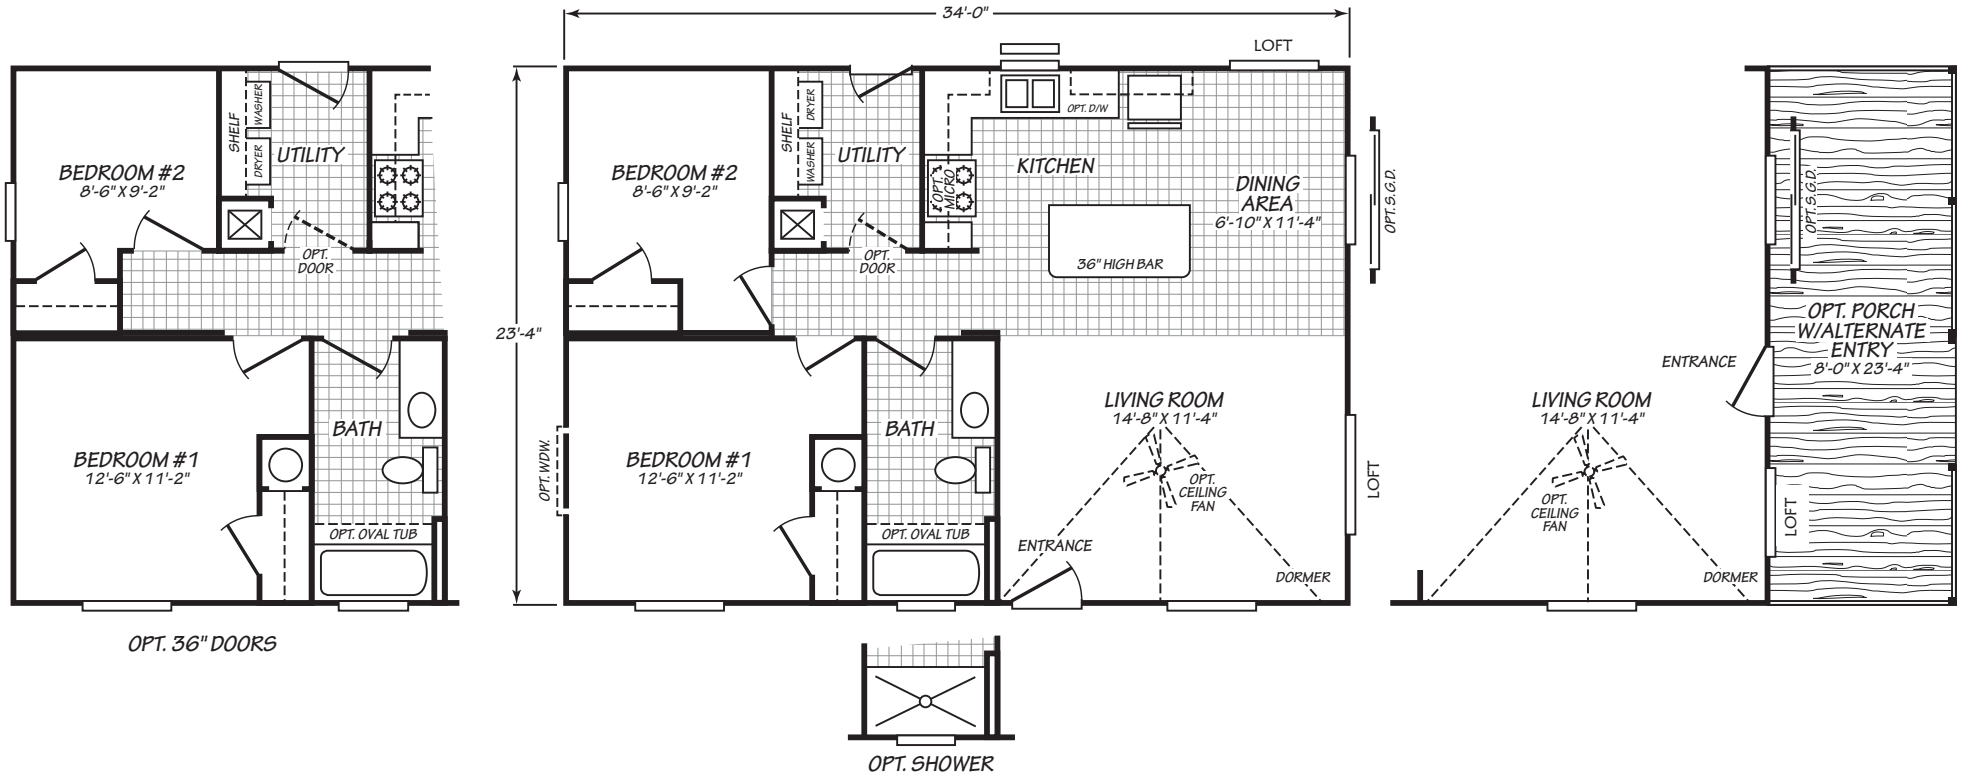 34'-0"
LOFT
SHELF
WASHER
DRYER
UTILITY
BEDROOM #2
8'-6" X 9'-2"
OPT.
DOOR
BATH
BEDROOM #1
12'-6" X 11'-2"
OPT. OVAL TUB
OPT. 36" DOORS
23'-4"
SHELF
DRYER
WASHER
UTILITY
BEDROOM #2
8'-6" X 9'-2"
OPT.
DOOR
OPT. D/W
KITCHEN
OPT.
MICRO
DINING
AREA
6'-10" X 11'-4"
36" HIGH BAR
OPT. S.G.D.
OPT. WDW.
BEDROOM #1
12'-6" X 11'-2"
BATH
OPT. OVAL TUB
LIVING ROOM
14'-8" X 11'-4"
OPT.
CEILING
FAN
ENTRANCE
DORMER
LOFT
OPT. SHOWER
OPT. S.G.D.
OPT. PORCH
W/ALTERNATE
ENTRY
8'-0" X 23'-4"
ENTRANCE
LIVING ROOM
14'-8" X 11'-4"
OPT.
CEILING
FAN
DORMER
LOFT